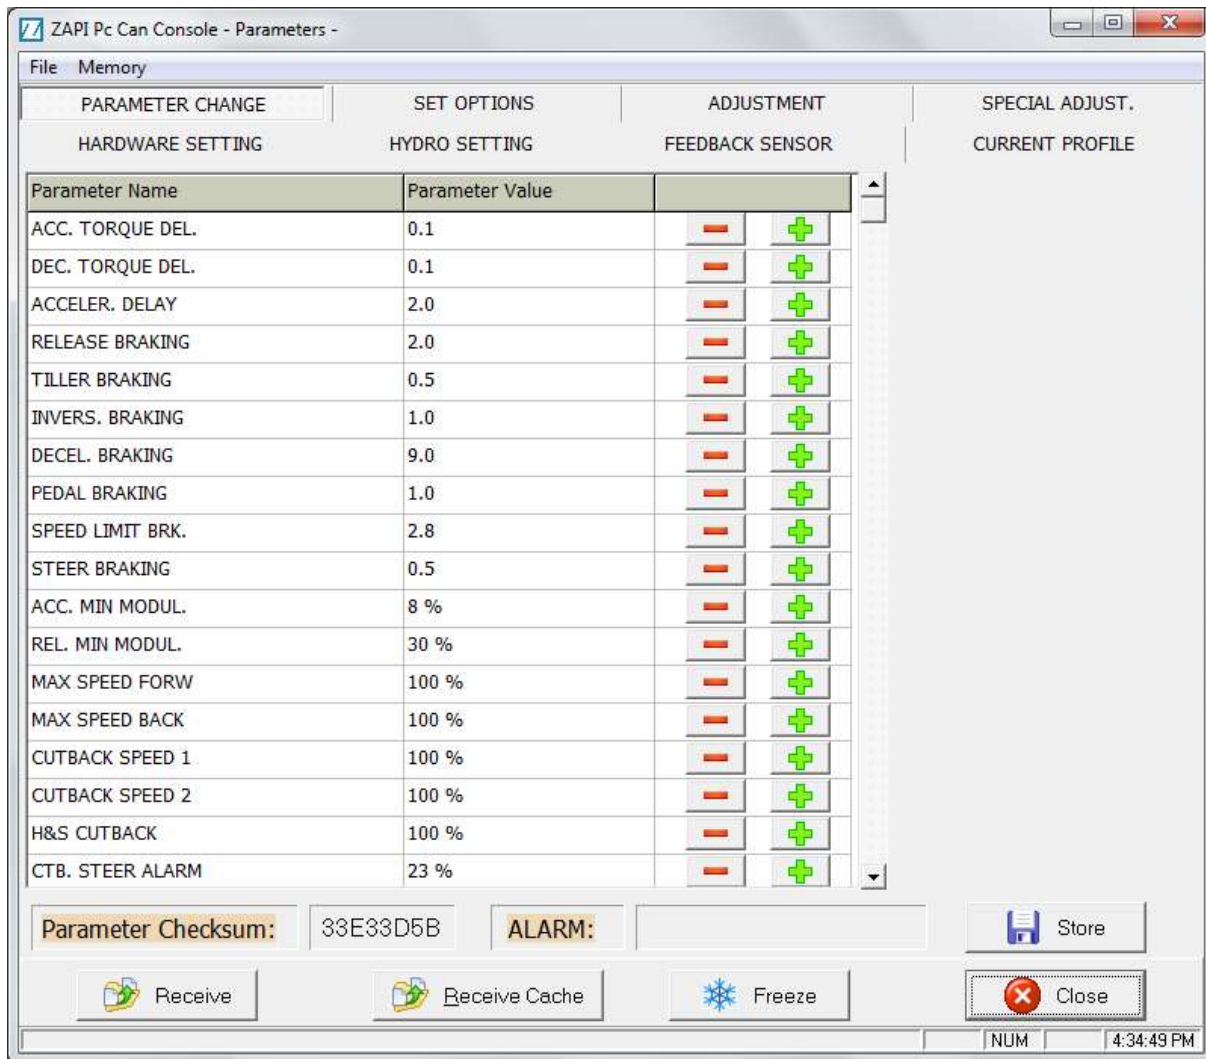 ZAPI Pc Can Console - Parameters -
File Memory
PARAMETER CHANGE SET OPTIONS ADJUSTMENT SPECIAL ADJUST.
HARDWARE SETTING HYDRO SETTING FEEDBACK SENSOR CURRENT PROFILE
Parameter Name Parameter Value
ACC. TORQUE DEL. 0.1
DEC. TORQUE DEL. 0.1
ACCELER. DELAY 2.0
RELEASE BRAKING 2.0
TILLER BRAKING 0.5
INVERS. BRAKING 1.0
DECEL. BRAKING 9.0
PEDAL BRAKING 1.0
SPEED LIMIT BRK. 2.8
STEER BRAKING 0.5
ACC. MIN MODUL. 8 %
REL. MIN MODUL. 30 %
MAX SPEED FORW 100 %
MAX SPEED BACK 100 %
CUTBACK SPEED 1 100 %
CUTBACK SPEED 2 100 %
H&S CUTBACK 100 %
CTB. STEER ALARM 23 %
Parameter Checksum: 33E33D5B ALARM: Store
Receive Receive Cache Freeze Close
NUM 4:34:49 PM